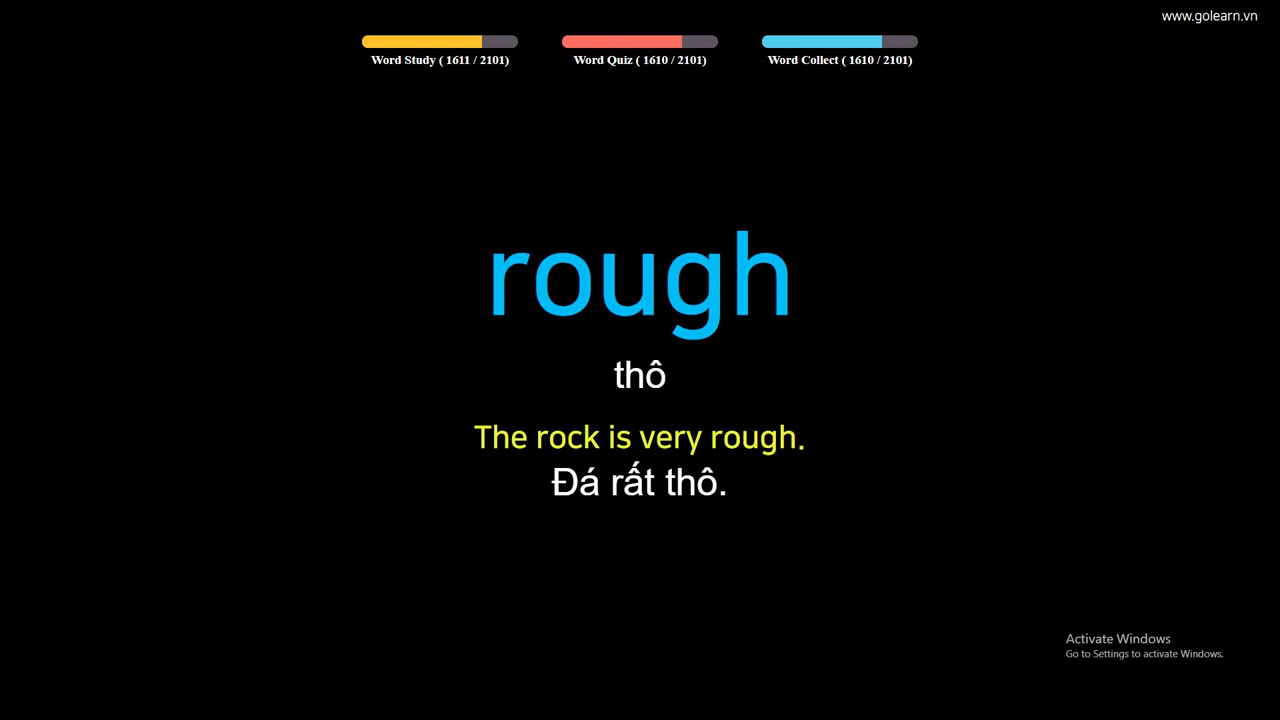 www.golearn.vn
Word Study ( 1611 / 2101)
Word Quiz ( 1610 / 2101)
Word Collect ( 1610 / 2101)
rough
thô
The rock is very rough.
Đá rất thô.
Activate Windows
Go to Settings to activate Windows.